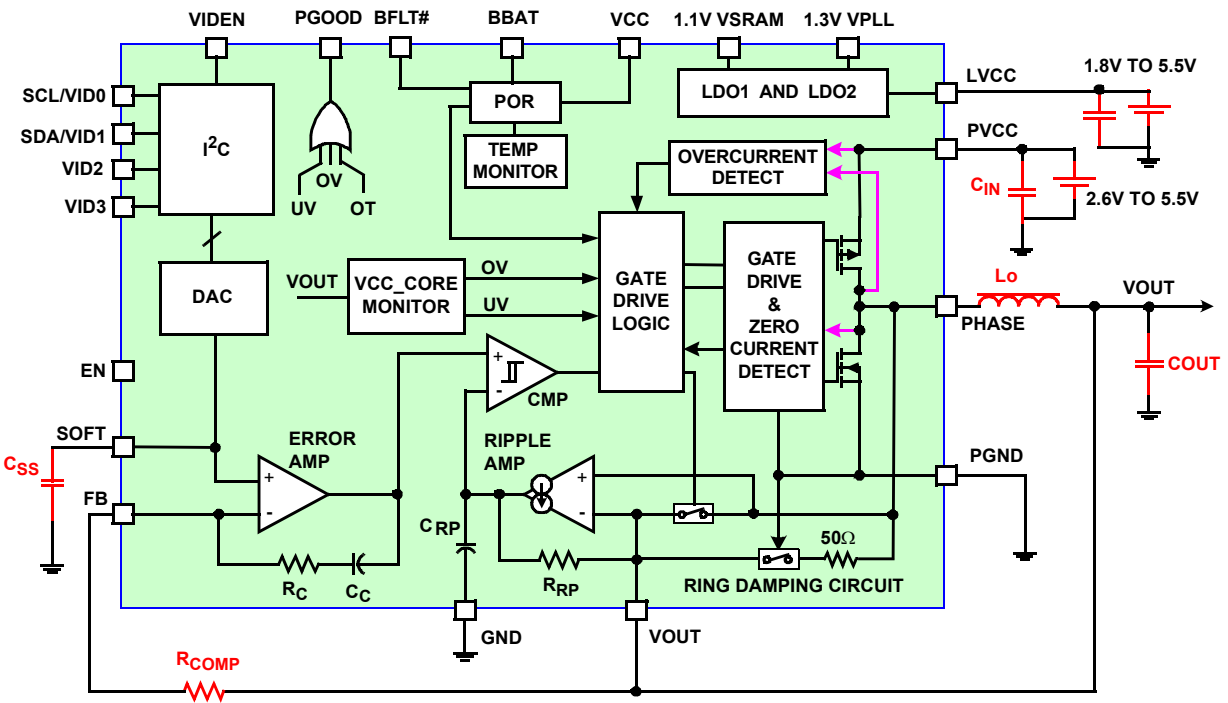 VIDEN
PGOOD
BFLT#
BBAT
VCC
1.1V VSRAM
1.3V VPLL
SCL/VID0
SDA/VID1
VID2
VID3
I2C
OV
UV
OT
POR
TEMP
MONITOR
LDO1 AND LDO2
LVCC
1.8V TO 5.5V
OVERCURRENT
DETECT
PVCC
CIN
2.6V TO 5.5V
DAC
VOUT
VCC_CORE
MONITOR
OV
UV
GATE
DRIVE
LOGIC
GATE
DRIVE
&
ZERO
CURRENT
DETECT
Lo
VOUT
PHASE
COUT
EN
+
-
CMP
SOFT
CSS
ERROR
AMP
+
-
RIPPLE
AMP
+
-
PGND
FB
CRP
RC
CC
RRP
50Ω
RING DAMPING CIRCUIT
GND
VOUT
RCOMP